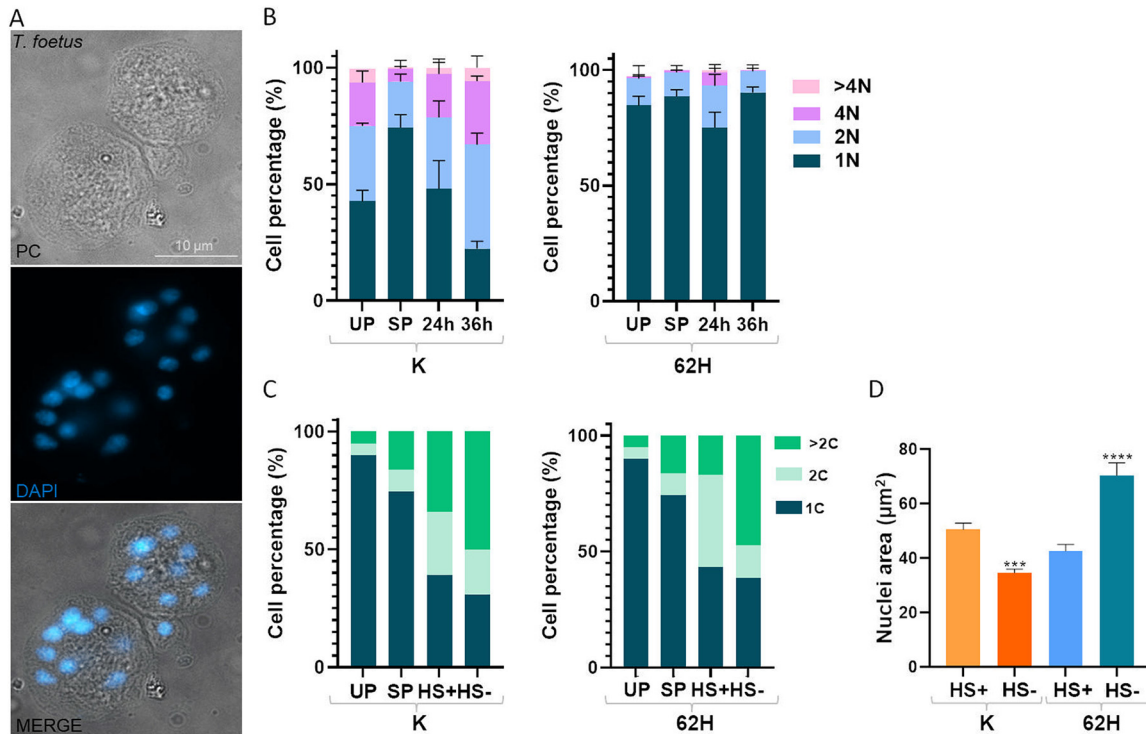 A
T. foetus
PC
10 µm
DAPI
MERGE
B
Cell percentage (%)
100
50
0
UP SP 24h 36h
K
Cell percentage (%)
100
50
0
UP SP 24h 36h
62H
>4N
4N
2N
1N
C
Cell percentage (%)
100
50
0
UP SP HS+ HS-
K
Cell percentage (%)
100
50
0
UP SP HS+ HS-
62H
>2C
2C
1C
D
Nuclei area (µm²)
80
60
40
20
0
***
****
HS+ HS- HS+ HS-
K 62H